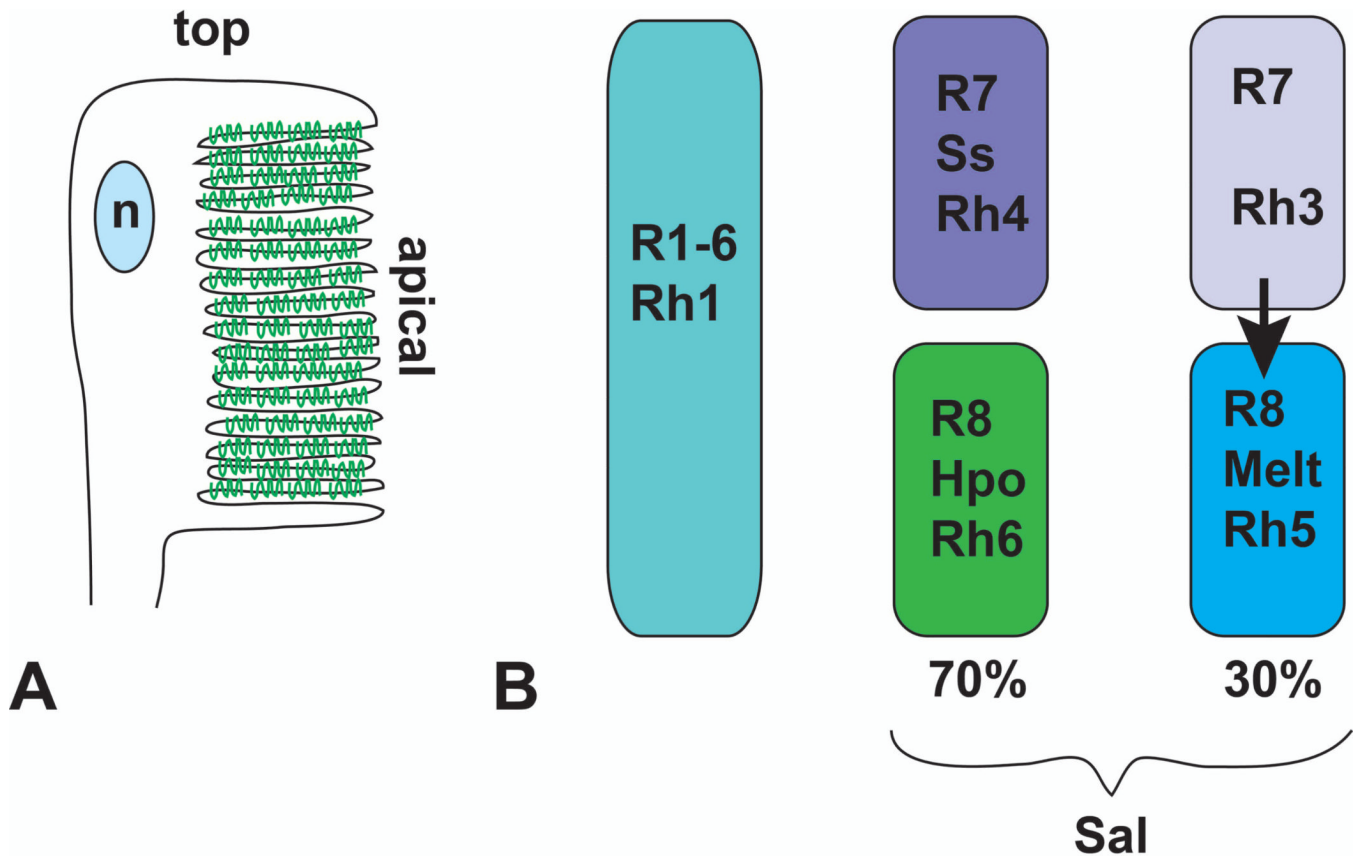 top
n
apical
A
R1-6
Rh1
B
R7
Ss
Rh4
R8
Hpo
Rh6
70%
R7
Rh3
R8
Melt
Rh5
30%
Sal